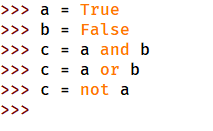 >>> a = True
>>> b = False
>>> c = a and b
>>> c = a or b
>>> c = not a
>>>